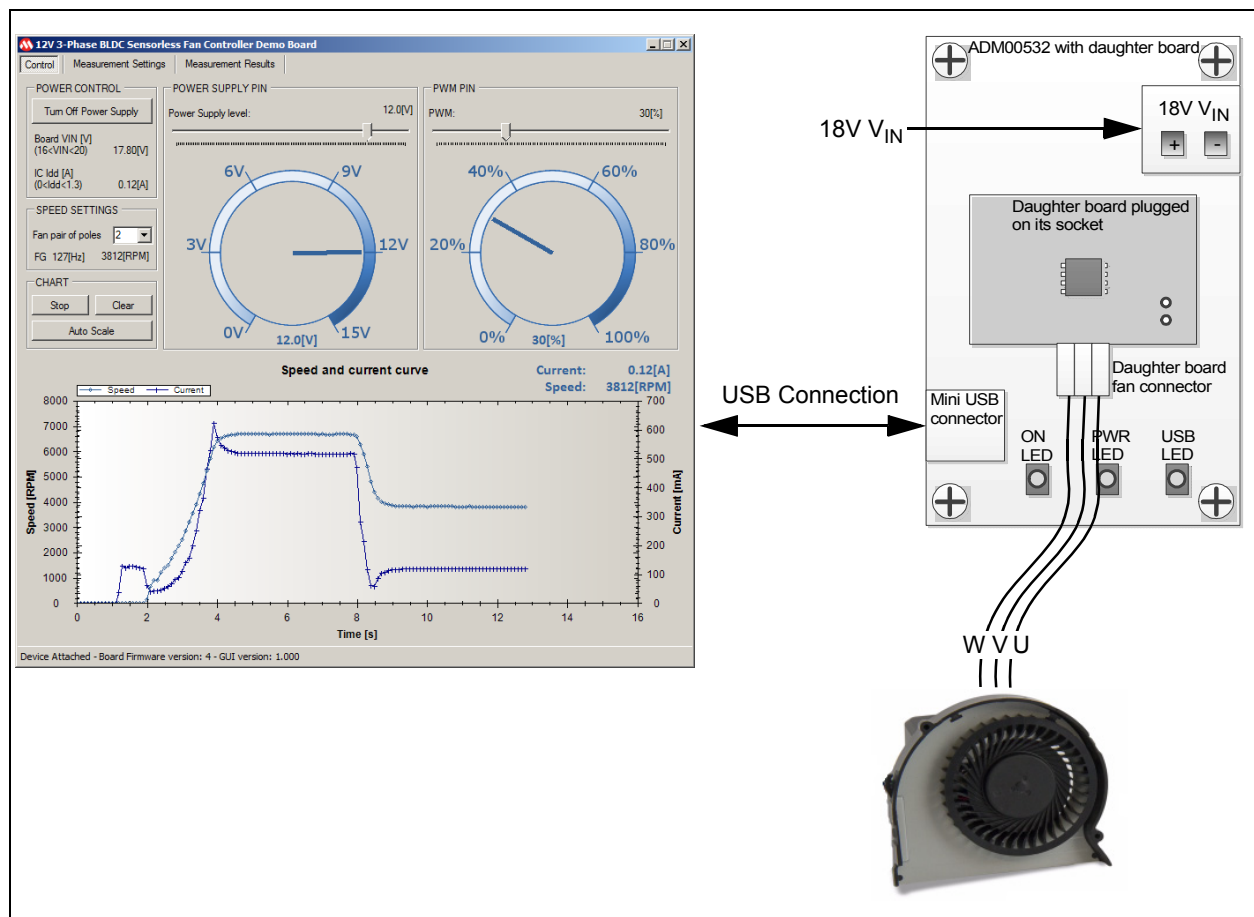 12V 3-Phase BLDC Sensorless Fan Controller Demo Board
Control Measurement Settings Measurement Results
POWER CONTROL
Turn Off Power Supply
Board VIN [V]
(16<VIN<20) 17.80[V]
IC Idd [A]
(0<Idd<1.3) 0.12[A]
SPEED SETTINGS
Fan pair of poles 2
FG 127[Hz] 3812[RPM]
CHART
Stop Clear
Auto Scale
POWER SUPPLY PIN
Power Supply level: 12.0[V]
6V 9V
3V 12V
0V 15V
12.0[V]
PWM PIN
PWM: 30[%]
40% 60%
20% 80%
0% 100%
30[%]
Speed and current curve
Current: 0.12[A]
Speed: 3812[RPM]
Speed Current
8000
7000
6000
5000
4000
3000
2000
1000
0
Speed [RPM]
700
600
500
400
300
200
100
0
Current [mA]
0 2 4 6 8 10 12 14 16
Time [s]
Device Attached - Board Firmware version: 4 - GUI version: 1.000
USB Connection
18V VIN
ADM00532 with daughter board
18V VIN
+ -
Daughter board plugged
on its socket
Daughter board
fan connector
Mini USB
connector
ON
LED
PWR
LED
USB
LED
W V U